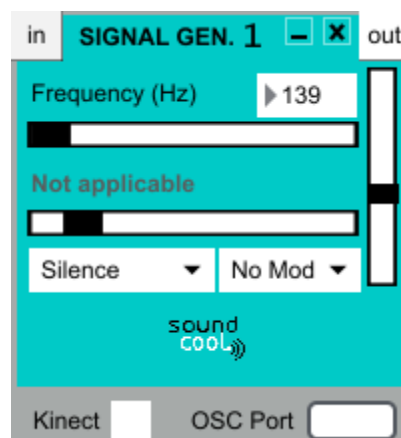 in SIGNAL GEN. 1 out
Frequency (Hz) 139
Not applicable
Silence No Mod
sound
cool
Kinect OSC Port